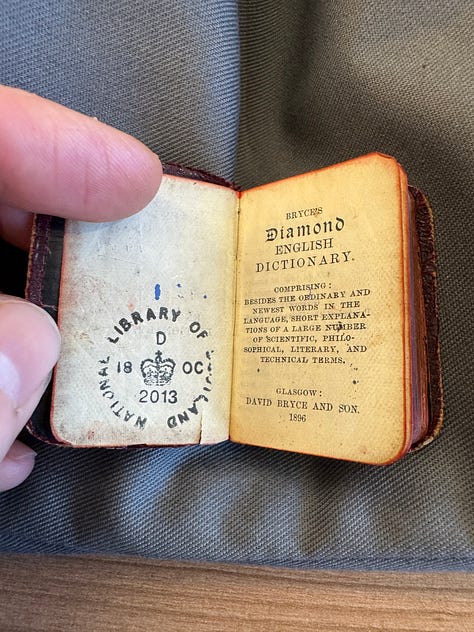 NATIONAL LIBRARY OF SCOTLAND
D
18 OC
2013
BRYCE'S
Diamond
ENGLISH
DICTIONARY.
COMPRISING:
BESIDES THE ORDINARY AND
NEWEST WORDS IN THE
LANGUAGE, SHORT EXPLANA-
TIONS OF A LARGE NUMBER
OF SCIENTIFIC, PHILO-
SOPHICAL, LITERARY, AND
TECHNICAL TERMS.
GLASGOW:
DAVID BRYCE AND SON.
1896